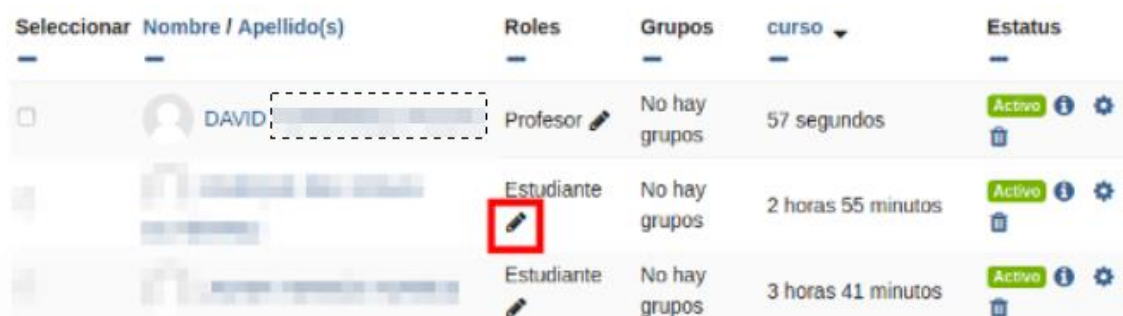 Seleccionar Nombre / Apellido(s) Roles Grupos curso Estatus
DAVID Profesor No hay grupos 57 segundos Activo
Estudiante No hay grupos 2 horas 55 minutos Activo
Estudiante No hay grupos 3 horas 41 minutos Activo